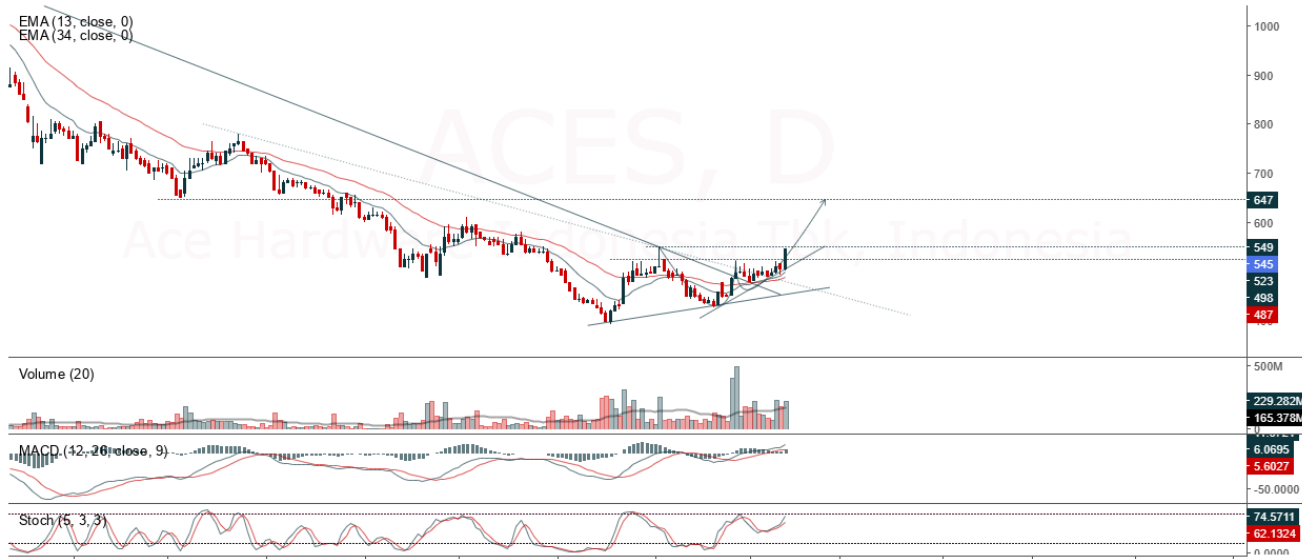 EMA (13, close, 0)
EMA (34, close, 0)
ACES, D
Ace Hardware Indonesia Tbk
1000
900
800
700
647
600
549
545
523
498
487
Volume (20)
500M
229.282M
165.378M
0
MACD (12, 26, close, 9)
6.0695
5.6027
-50.0000
Stoch (5, 3, 3)
74.5711
62.1324
0.0000